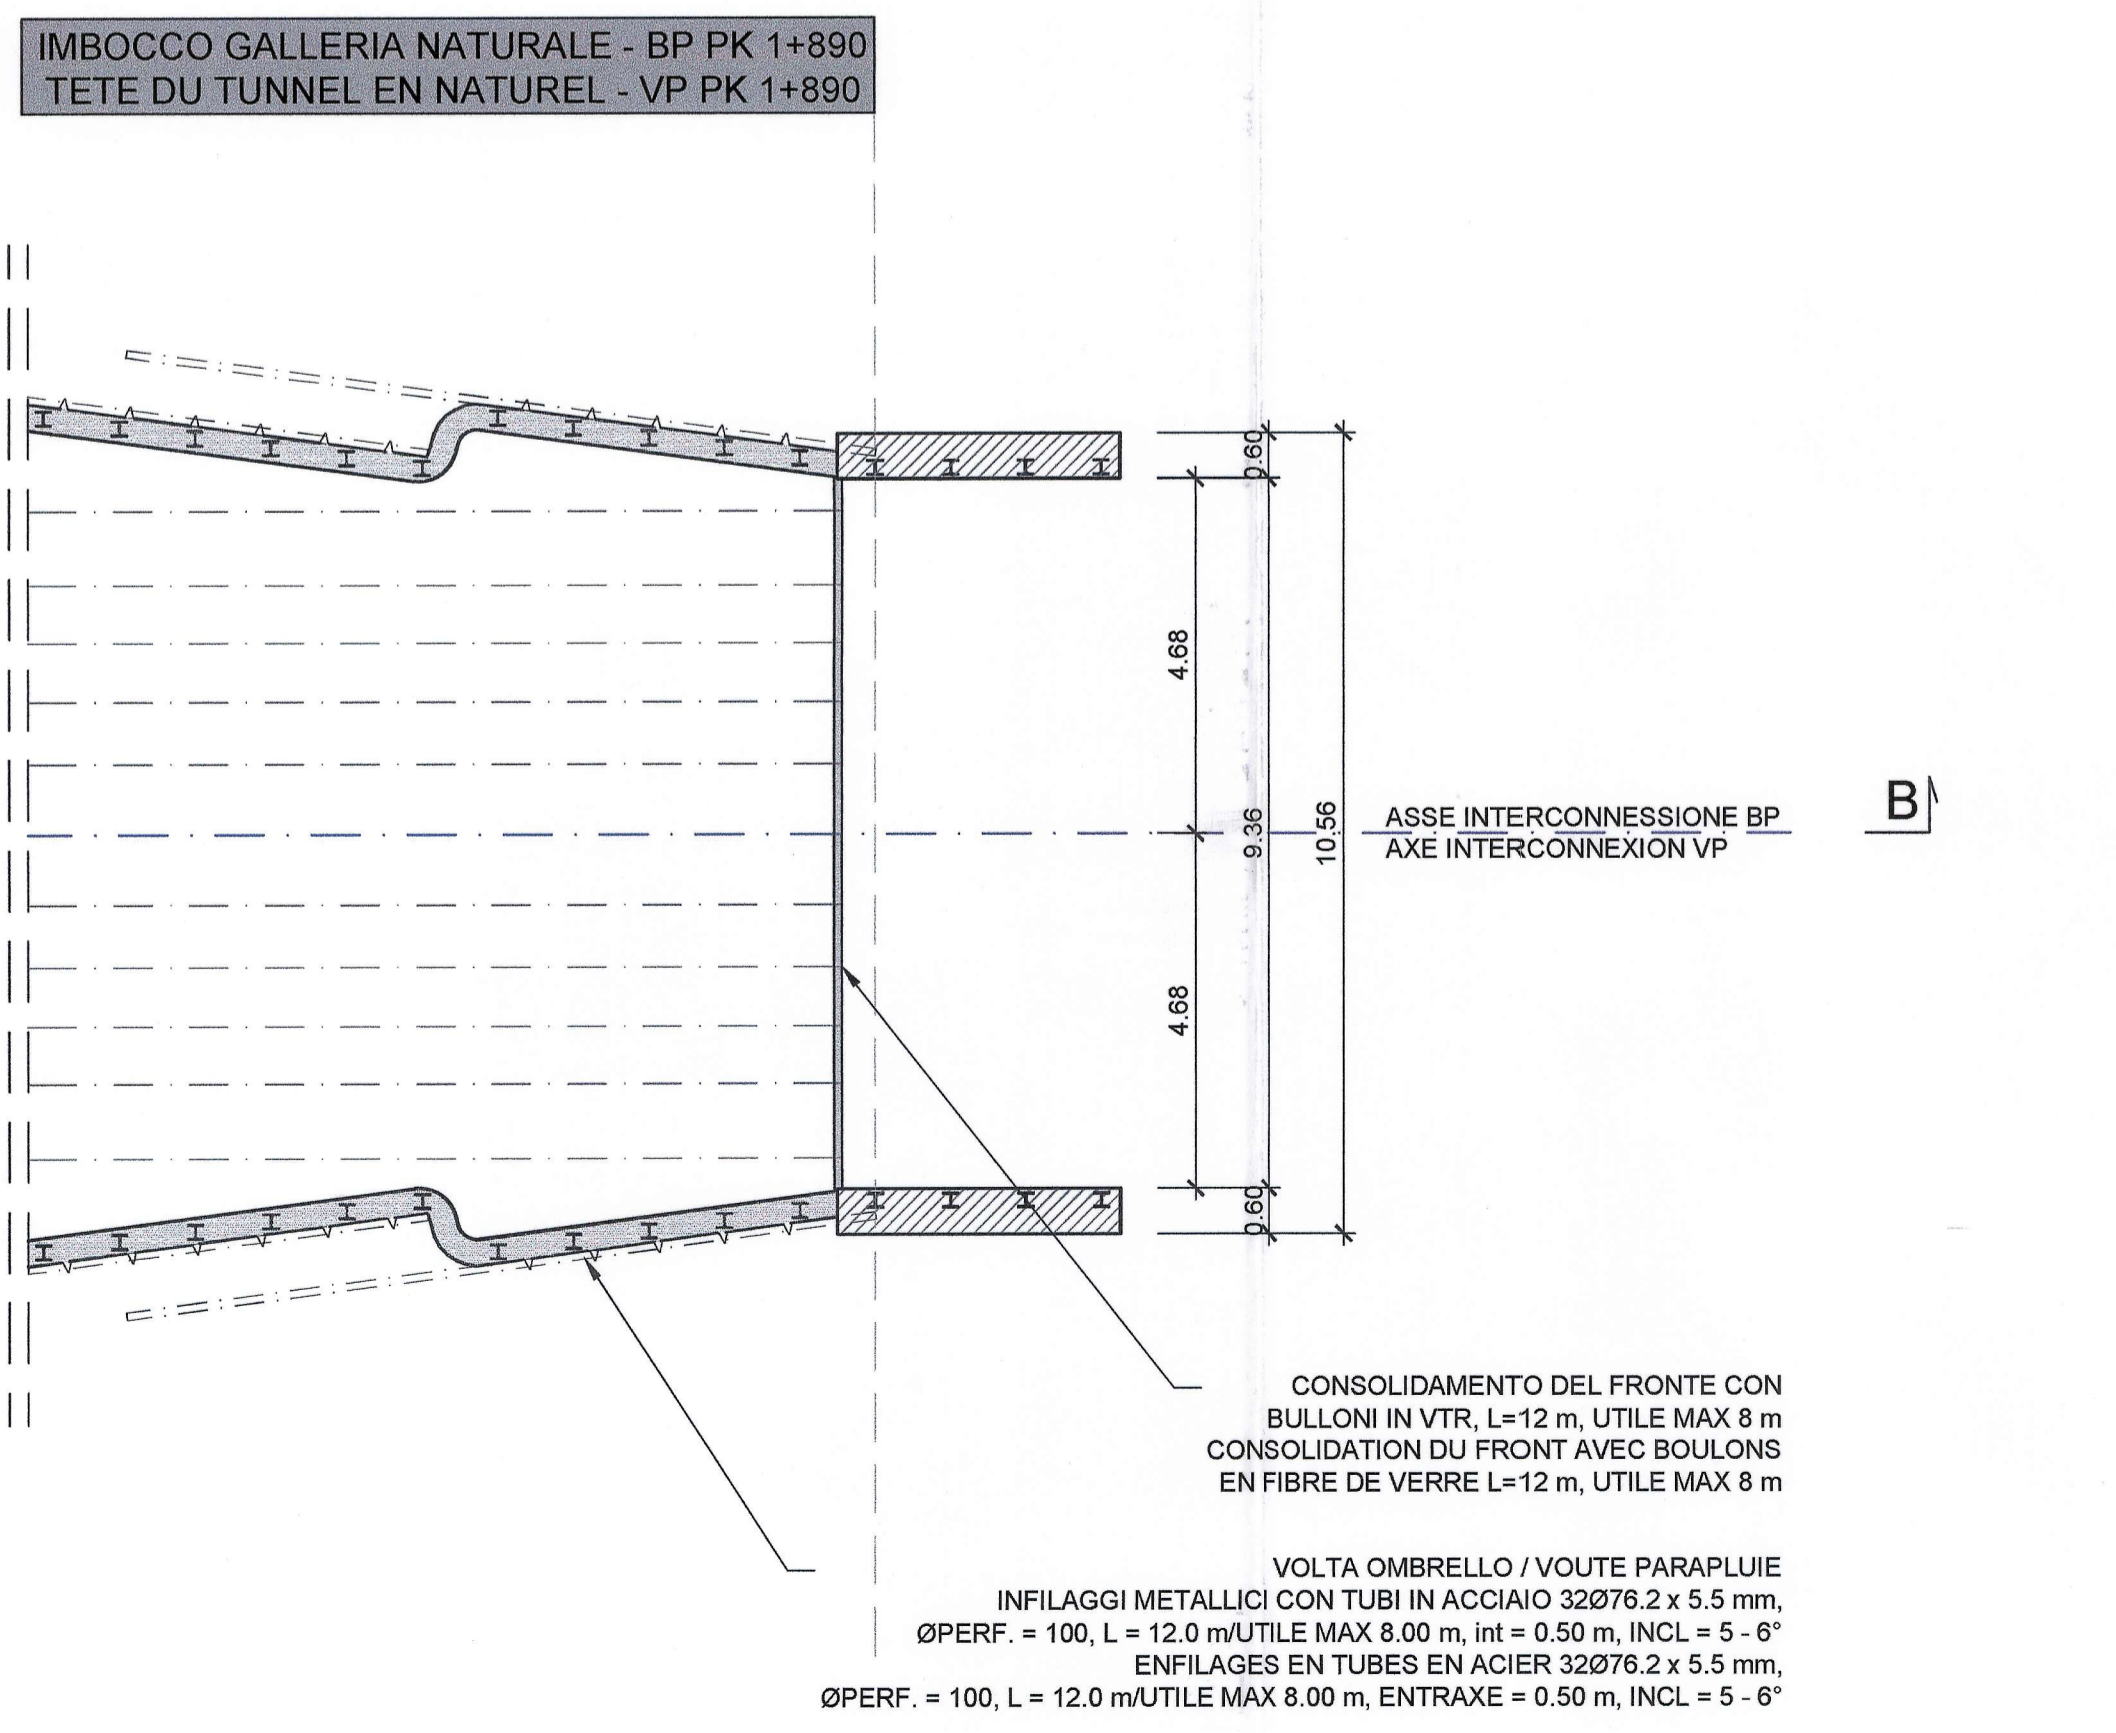 IMBOCCO GALLERIA NATURALE - BP PK 1+890
TETE DU TUNNEL EN NATUREL - VP PK 1+890
0.60
4.68
9.36
10.56
ASSE INTERCONNESSIONE BP
AXE INTERCONNEXION VP
B
4.68
0.60
CONSOLIDAMENTO DEL FRONTE CON
BULLONI IN VTR, L=12 m, UTILE MAX 8 m
CONSOLIDATION DU FRONT AVEC BOULONS
EN FIBRE DE VERRE L=12 m, UTILE MAX 8 m
VOLTA OMBRELLO / VOUTE PARAPLUIE
INFILAGGI METALLICI CON TUBI IN ACCIAIO 32Ø76.2 x 5.5 mm,
ØPERF. = 100, L = 12.0 m/UTILE MAX 8.00 m, int = 0.50 m, INCL = 5 - 6°
ENFILAGES EN TUBES EN ACIER 32Ø76.2 x 5.5 mm,
ØPERF. = 100, L = 12.0 m/UTILE MAX 8.00 m, ENTRAXE = 0.50 m, INCL = 5 - 6°